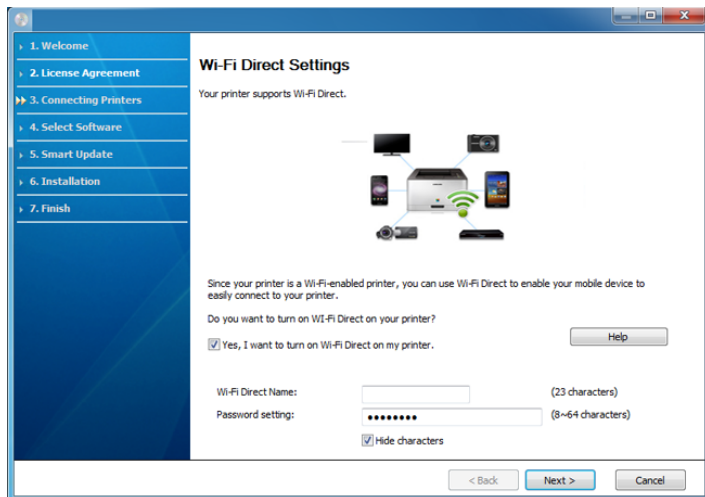 1. Welcome
2. License Agreement
3. Connecting Printers
4. Select Software
5. Smart Update
6. Installation
7. Finish
Wi-Fi Direct Settings
Your printer supports Wi-Fi Direct.
Since your printer is a Wi-Fi-enabled printer, you can use Wi-Fi Direct to enable your mobile device to
easily connect to your printer.
Do you want to turn on WI-Fi Direct on your printer?
Yes, I want to turn on Wi-Fi Direct on my printer.
Help
Wi-Fi Direct Name: (23 characters)
Password setting: ●●●●●●●● (8~64 characters)
Hide characters
< Back Next > Cancel